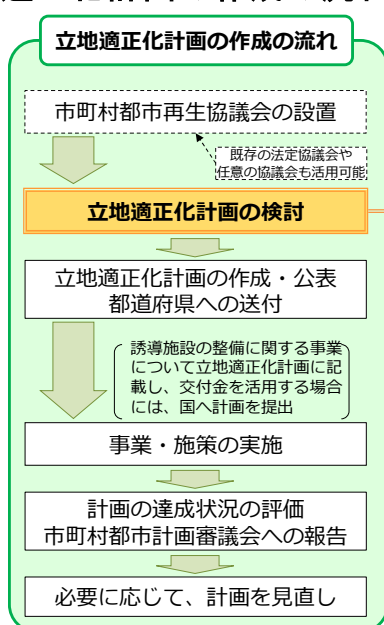 立地適正化計画の作成の流れ
市町村都市再生協議会の設置
既存の法定協議会や
任意の協議会も活用可能
立地適正化計画の検討
立地適正化計画の作成・公表
都道府県への送付
誘導施設の整備に関する事業
について立地適正化計画に記
載し、交付金を活用する場合
には、国へ計画を提出
事業・施策の実施
計画の達成状況の評価
市町村都市計画審議会への報告
必要に応じて、計画を見直し